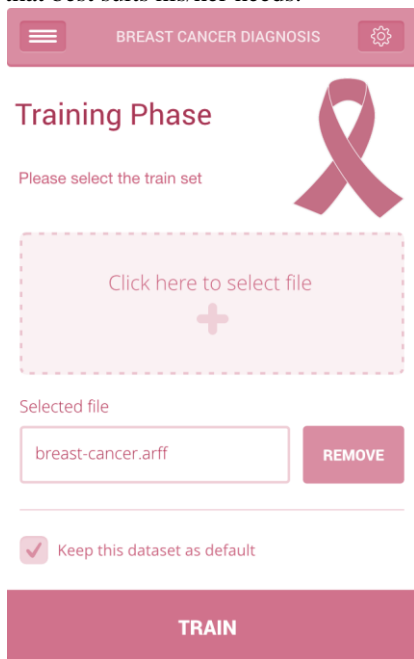 that best suits his/her needs.
BREAST CANCER DIAGNOSIS
Training Phase
Please select the train set
Click here to select file
Selected file
breast-cancer.arff
REMOVE
Keep this dataset as default
TRAIN